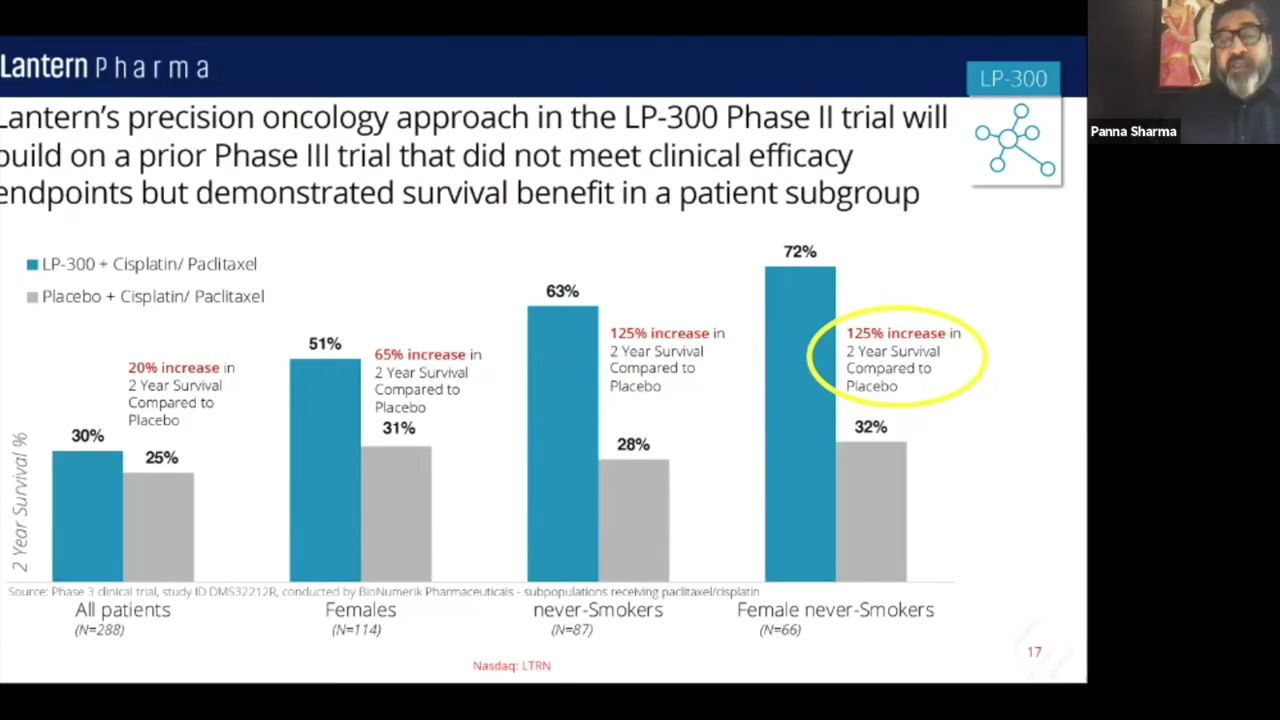 Lantern Pharma
LP-300
Panna Sharma
Lantern's precision oncology approach in the LP-300 Phase II trial will
build on a prior Phase III trial that did not meet clinical efficacy
endpoints but demonstrated survival benefit in a patient subgroup
LP-300 + Cisplatin/ Paclitaxel
Placebo + Cisplatin/ Paclitaxel
2 Year Survival %
30%
25%
20% increase in
2 Year Survival
Compared to
Placebo
51%
31%
65% increase in
2 Year Survival
Compared to
Placebo
63%
28%
125% increase in
2 Year Survival
Compared to
Placebo
72%
32%
125% increase in
2 Year Survival
Compared to
Placebo
Source: Phase 3 clinical trial, study ID DMS32212R, conducted by BioNumerik Pharmaceuticals - subpopulations receiving paclitaxel/cisplatin
All patients
(N=288)
Females
(N=114)
never-Smokers
(N=87)
Female never-Smokers
(N=66)
Nasdaq: LTRN
17